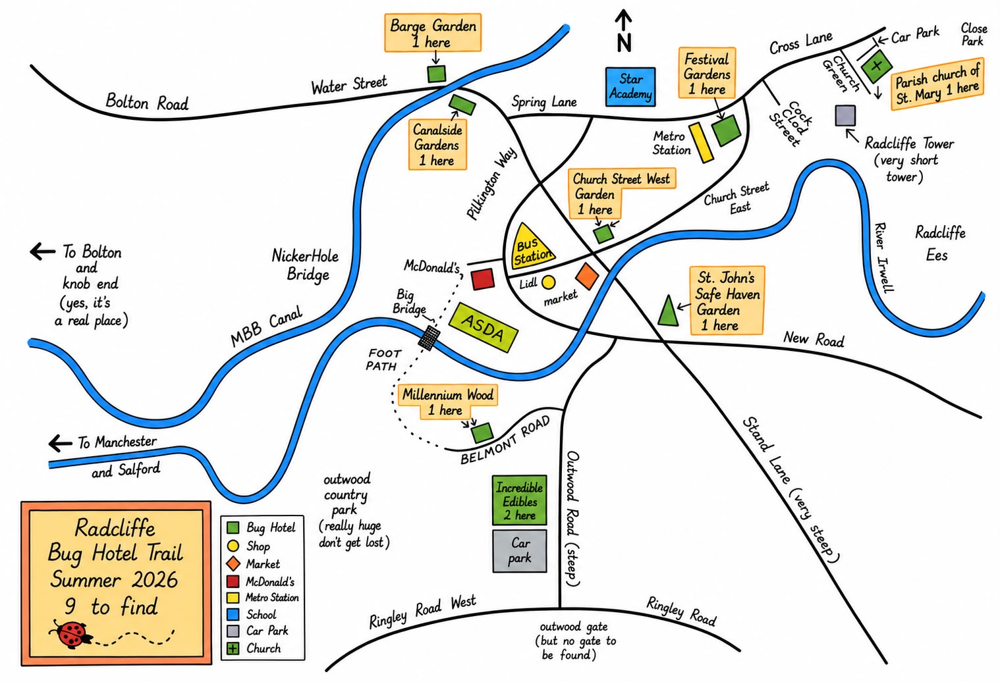 Barge Garden
1 here
N
Cross Lane
Car Park
Close
Park
Church
Green
Parish church of
St. Mary 1 here
Festival
Gardens
1 here
Star
Academy
Water Street
Bolton Road
Spring Lane
Canalside
Gardens
1 here
Metro
Station
Cock
Clod
Street
Radcliffe Tower
(very short
tower)
Pilkington Way
Church Street West
Garden
1 here
Church Street
East
River Irwell
Radcliffe
Ees
To Bolton
and
knob end
(yes, it's
a real place)
NickerHole
Bridge
Bus
Station
McDonald's
Lidl
market
Big
Bridge
ASDA
St. John's
Safe Haven
Garden
1 here
MBB Canal
FOOT
PATH
New Road
Millennium Wood
1 here
BELMONT ROAD
To Manchester
and Salford
Stand Lane (very steep)
Outwood Road (steep)
outwood
country
park
(really huge
don't get lost)
Incredible
Edibles
2 here
Car
park
Radcliffe
Bug Hotel Trail
Summer 2026
9 to find
Bug Hotel
Shop
Market
McDonald's
Metro Station
School
Car Park
Church
Ringley Road West
Ringley Road
outwood gate
(but no gate to
be found)